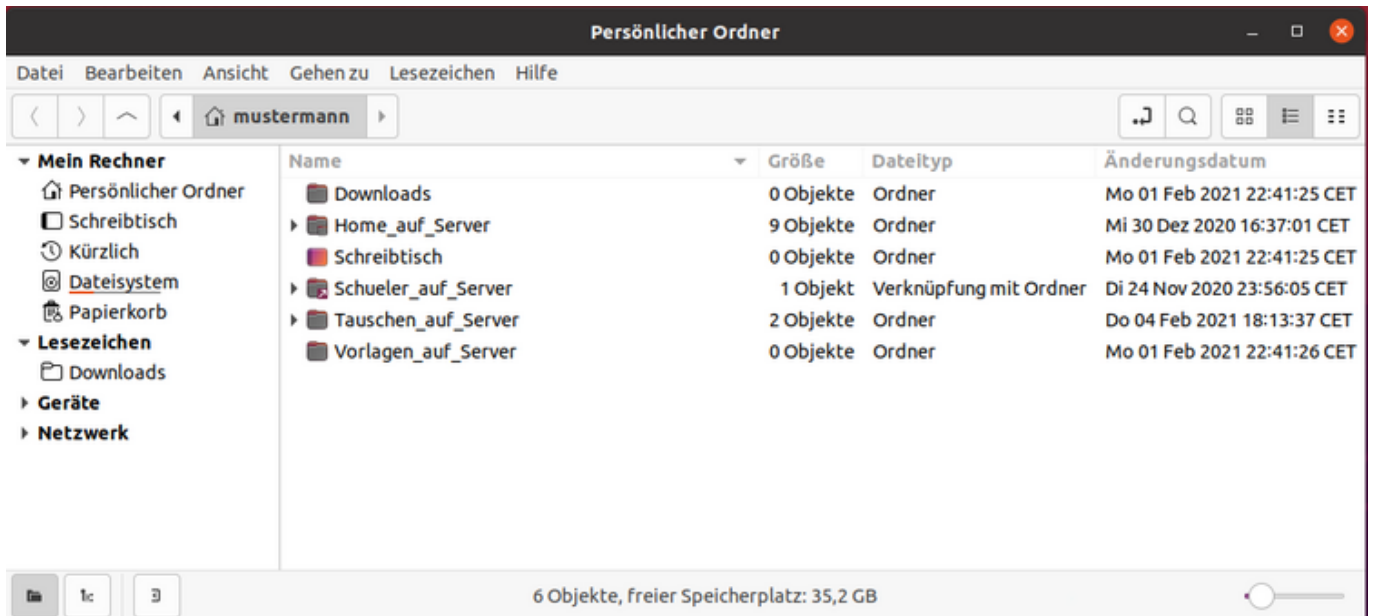 Persönlicher Ordner
Datei Bearbeiten Ansicht Gehen zu Lesezeichen Hilfe
mustermann
Mein Rechner
Persönlicher Ordner
Schreibtisch
Kürzlich
Dateisystem
Papierkorb
Lesezeichen
Downloads
Geräte
Netzwerk
Name Größe Dateityp Änderungsdatum
Downloads 0 Objekte Ordner Mo 01 Feb 2021 22:41:25 CET
Home_auf_Server 9 Objekte Ordner Mi 30 Dez 2020 16:37:01 CET
Schreibtisch 0 Objekte Ordner Mo 01 Feb 2021 22:41:25 CET
Schueler_auf_Server 1 Objekt Verknüpfung mit Ordner Di 24 Nov 2020 23:56:05 CET
Tauschen_auf_Server 2 Objekte Ordner Do 04 Feb 2021 18:13:37 CET
Vorlagen_auf_Server 0 Objekte Ordner Mo 01 Feb 2021 22:41:26 CET
6 Objekte, freier Speicherplatz: 35,2 GB